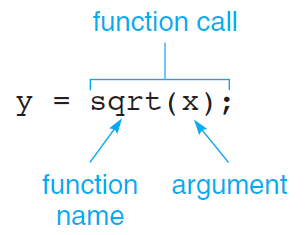 function call
y = sqrt(x);
function argument
name